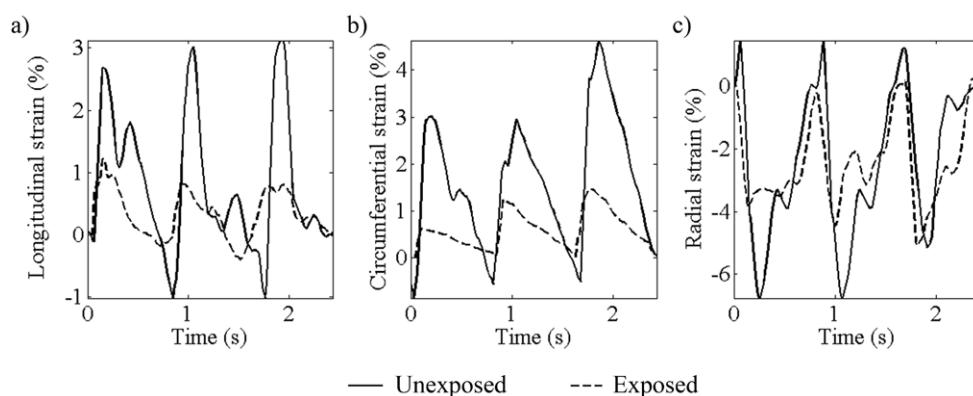 a)
Longitudinal strain (%)
3
2
1
0
-1
0
1
2
Time (s)
b)
Circumferential strain (%)
4
3
2
1
0
0
1
2
Time (s)
c)
Radial strain (%)
0
-2
-4
-6
0
1
2
Time (s)
Unexposed
Exposed